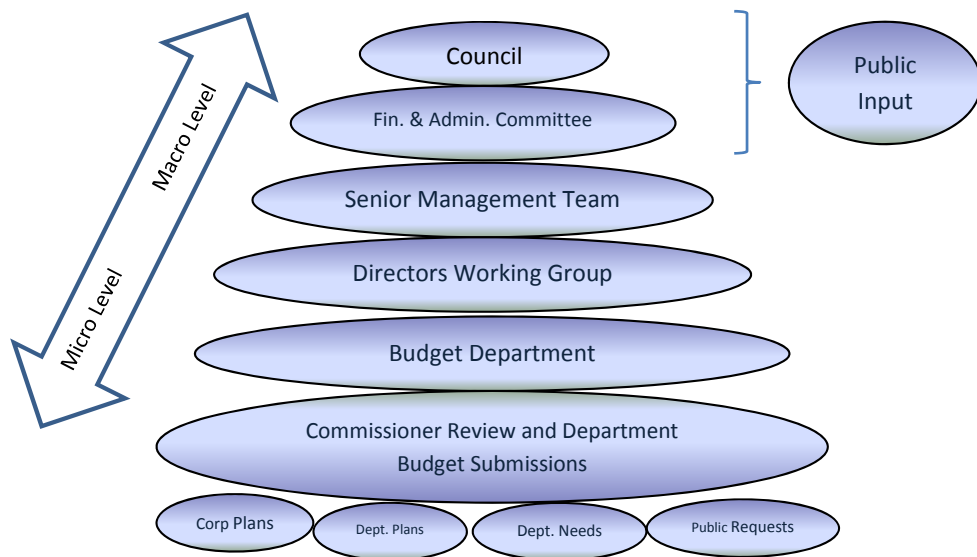 Council
Public
Input
Fin. & Admin. Committee
Macro Level
Senior Management Team
Directors Working Group
Micro Level
Budget Department
Commissioner Review and Department
Budget Submissions
Corp Plans
Dept. Plans
Dept. Needs
Public Requests